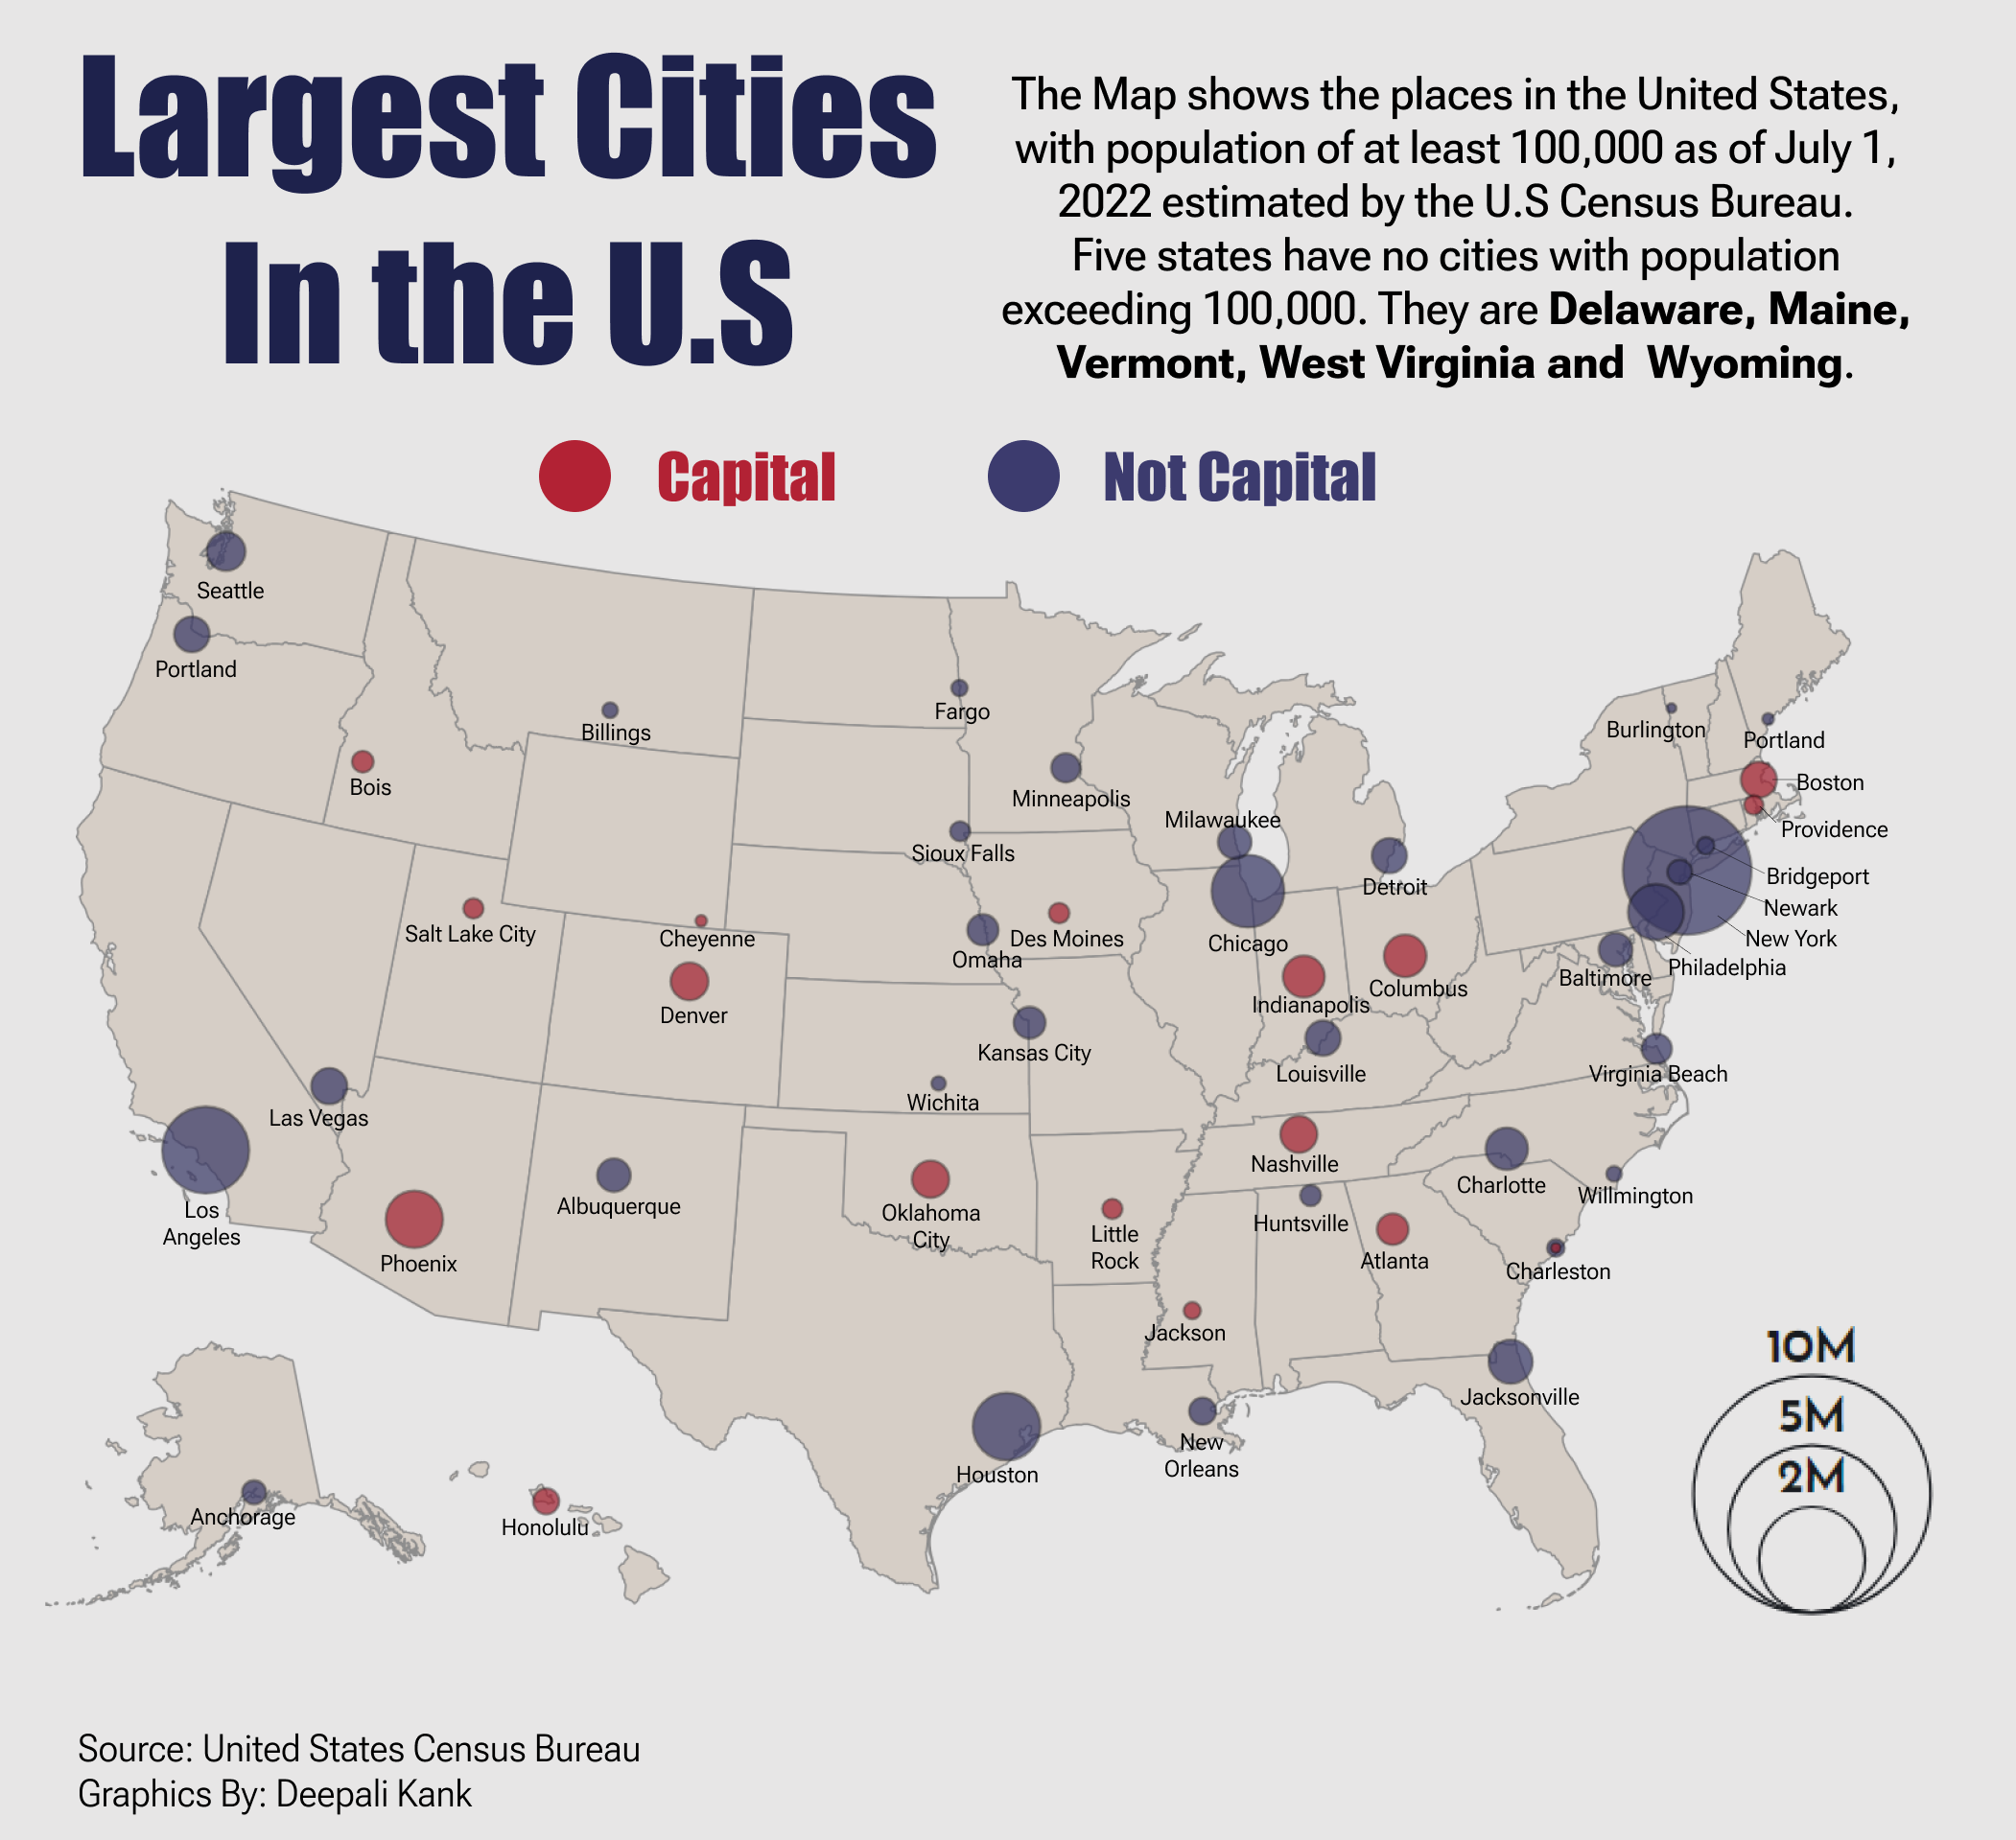 Largest Cities
In the U.S
The Map shows the places in the United States,
with population of at least 100,000 as of July 1,
2022 estimated by the U.S Census Bureau.
Five states have no cities with population
exceeding 100,000. They are Delaware, Maine,
Vermont, West Virginia and  Wyoming.
Capital
Not Capital
Seattle
Portland
Billings
Fargo
Bois
Minneapolis
Burlington
Portland
Boston
Milawaukee
Providence
Sioux Falls
Detroit
Bridgeport
Newark
New York
Philadelphia
Salt Lake City
Cheyenne
Des Moines
Omaha
Chicago
Baltimore
Denver
Indianapolis
Columbus
Kansas City
Louisville
Virginia Beach
Las Vegas
Wichita
Los
Angeles
Phoenix
Albuquerque
Oklahoma
City
Nashville
Charlotte
Willmington
Little
Rock
Huntsville
Atlanta
Charleston
Jackson
Jacksonville
New
Orleans
Houston
Anchorage
Honolulu
10M
5M
2M
Source: United States Census Bureau
Graphics By: Deepali Kank